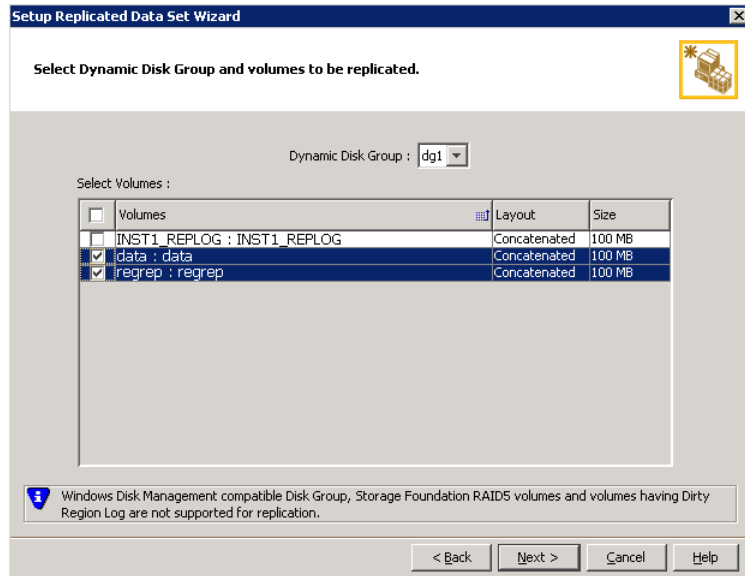 Setup Replicated Data Set Wizard
Select Dynamic Disk Group and volumes to be replicated.
Dynamic Disk Group : dg1
Select Volumes :
Volumes Layout Size
INST1_REPLOG : INST1_REPLOG Concatenated 100 MB
data : data Concatenated 100 MB
regrep : regrep Concatenated 100 MB
Windows Disk Management compatible Disk Group, Storage Foundation RAID5 volumes and volumes having Dirty
Region Log are not supported for replication.
< Back Next > Cancel Help